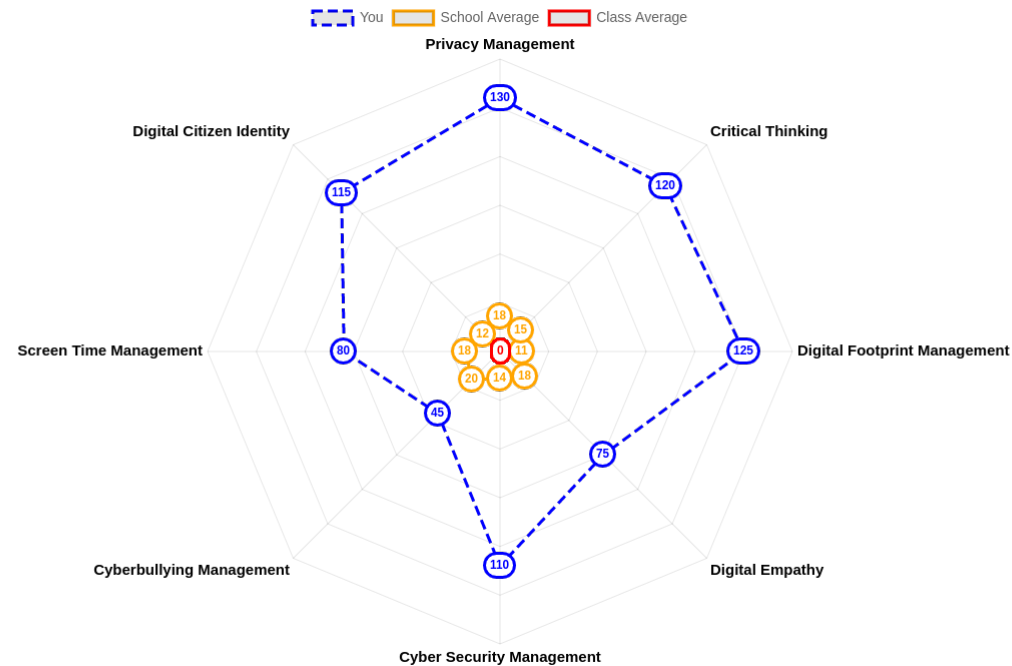 You School Average Class Average
Privacy Management
130
Digital Citizen Identity
Critical Thinking
115
120
18
12
15
Screen Time Management
80
18
0
11
125
Digital Footprint Management
20
14
18
45
75
110
Cyberbullying Management
Digital Empathy
Cyber Security Management